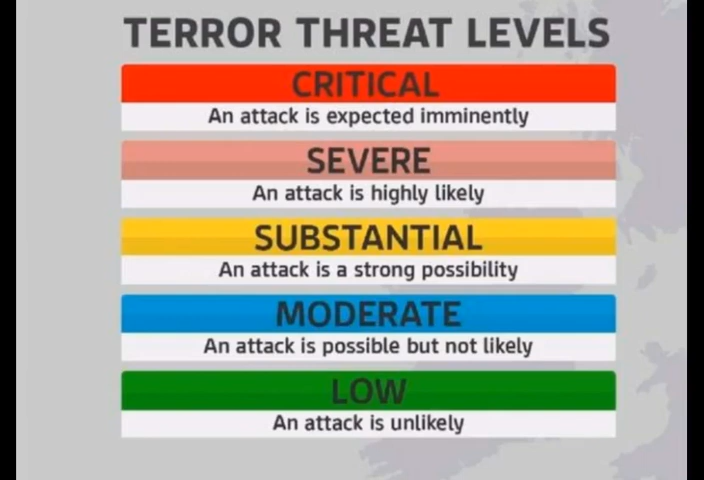 TERROR THREAT LEVELS
CRITICAL
An attack is expected imminently
SEVERE
An attack is highly likely
SUBSTANTIAL
An attack is a strong possibility
MODERATE
An attack is possible but not likely
LOW
An attack is unlikely